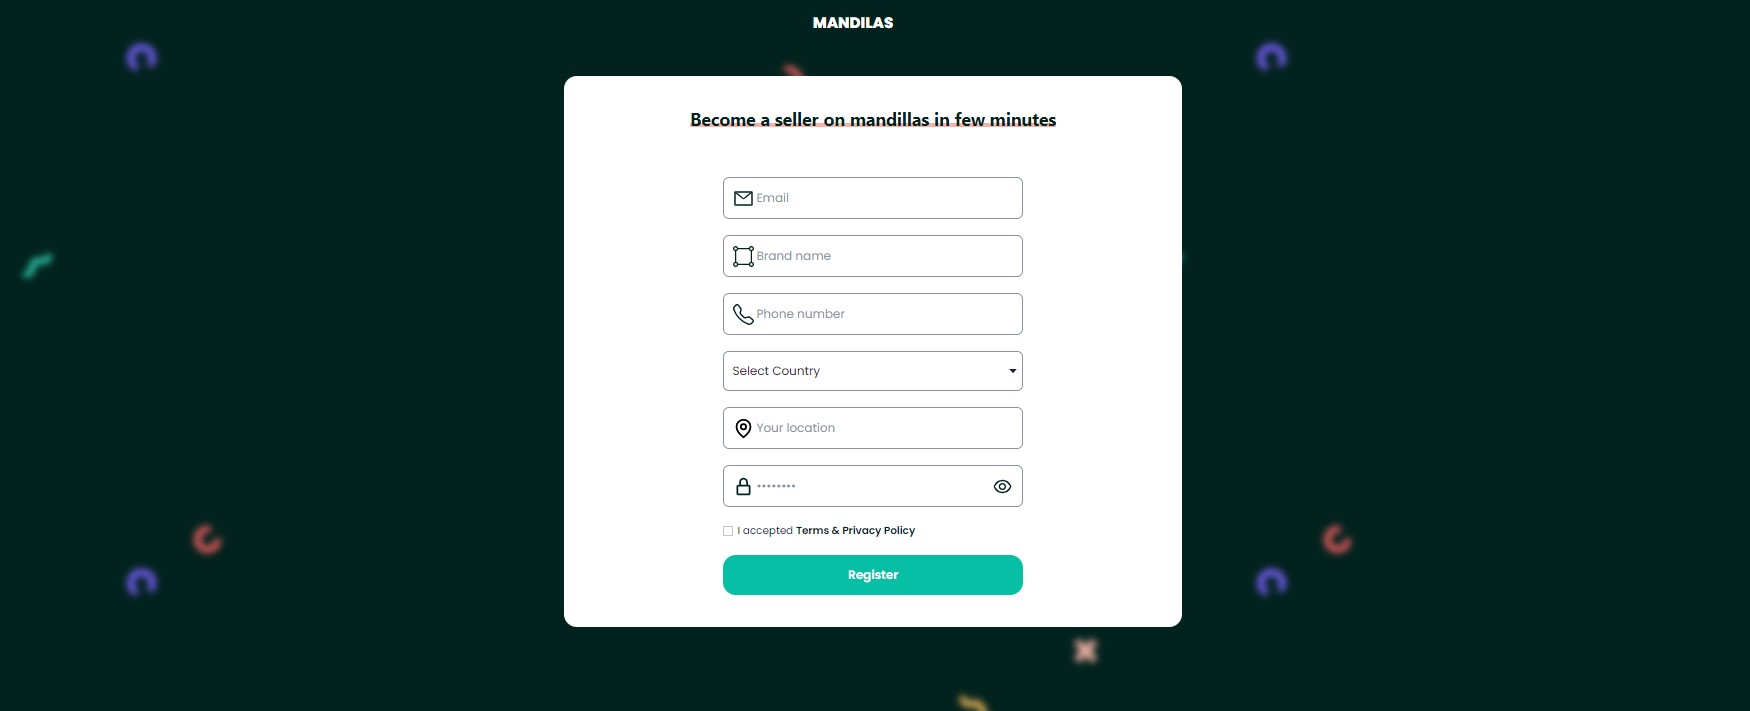 MANDILAS
Become a seller on mandillas in few minutes
Email
Brand name
Phone number
Select Country
Your location
••••••••
I accepted Terms & Privacy Policy
Register